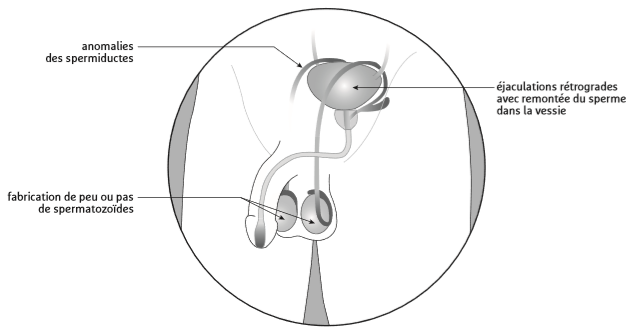 anomalies
des spermiductes
éjaculations rétrogrades
avec remontée du sperme
dans la vessie
fabrication de peu ou pas
de spermatozoïdes